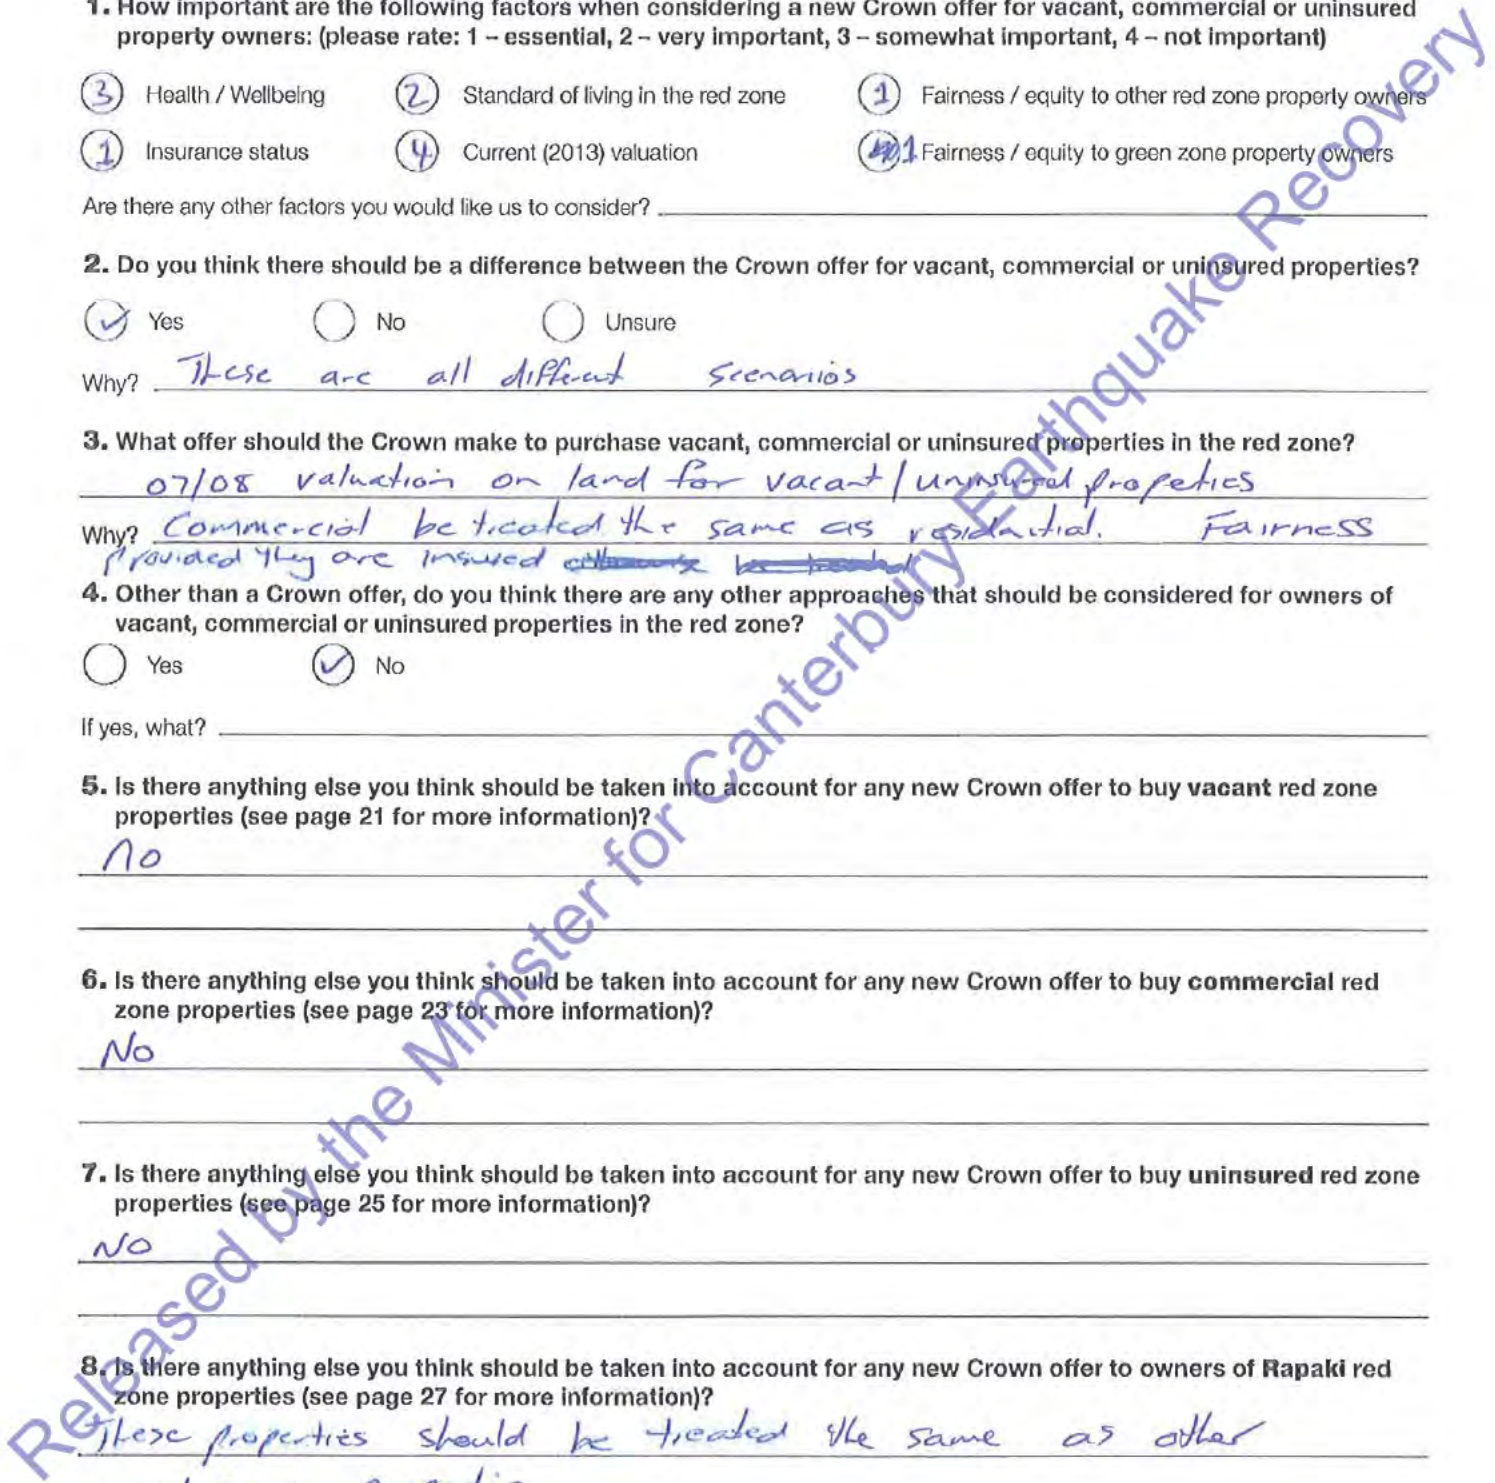 1. How important are the following factors when considering a new Crown offer for vacant, commercial or uninsured
property owners: (please rate: 1 – essential, 2 – very important, 3 – somewhat important, 4 – not important)
3 Health / Wellbeing 2 Standard of living in the red zone 1 Fairness / equity to other red zone property owners
1 Insurance status 4 Current (2013) valuation 1 Fairness / equity to green zone property owners
Are there any other factors you would like us to consider?
2. Do you think there should be a difference between the Crown offer for vacant, commercial or uninsured properties?
✓ Yes No Unsure
Why? These are all different scenarios
3. What offer should the Crown make to purchase vacant, commercial or uninsured properties in the red zone?
07/08 valuation on land for vacant / uninsured propeties
Why? Commercial be treated the same as residential. Fairness
provided they are insured
4. Other than a Crown offer, do you think there are any other approaches that should be considered for owners of
vacant, commercial or uninsured properties in the red zone?
Yes ✓ No
If yes, what?
5. Is there anything else you think should be taken into account for any new Crown offer to buy vacant red zone
properties (see page 21 for more information)?
no
6. Is there anything else you think should be taken into account for any new Crown offer to buy commercial red
zone properties (see page 23 for more information)?
No
7. Is there anything else you think should be taken into account for any new Crown offer to buy uninsured red zone
properties (see page 25 for more information)?
NO
8. Is there anything else you think should be taken into account for any new Crown offer to owners of Rapaki red
zone properties (see page 27 for more information)?
These properties should be treated the same as other
Released by the Minister for Canterbury Earthquake Recovery